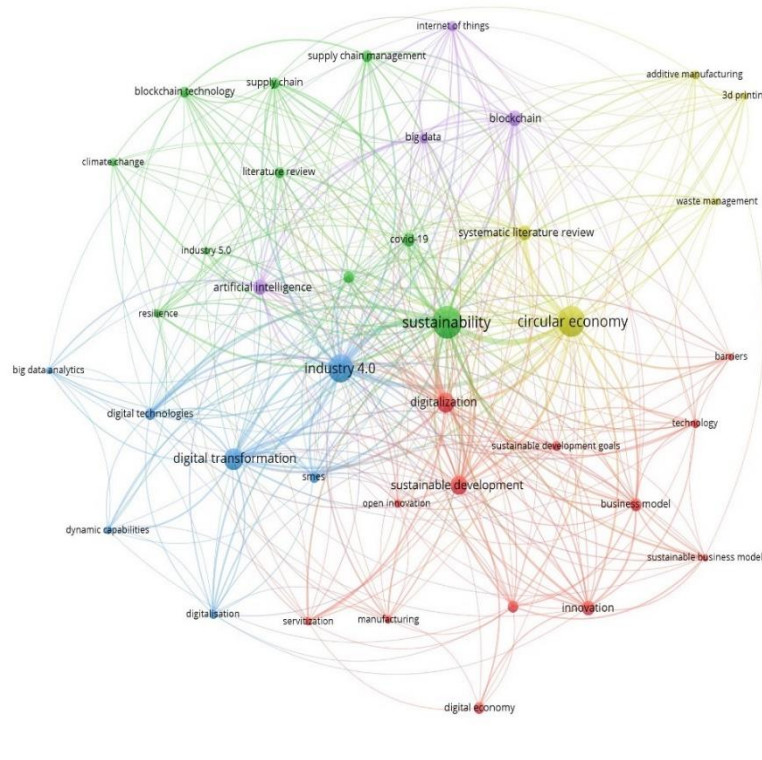 internet of things
supply chain management
additive manufacturing
supply chain
blockchain technology
3d printin
blockchain
big data
climate change
literature review
waste management
systematic literature review
covid-19
industry 5.0
artificial intelligence
resilience
sustainability
circular economy
barriers
industry 4.0
big data analytics
digitalization
digital technologies
technology
sustainable development goals
digital transformation
smes
sustainable development
open innovation
business model
dynamic capabilities
sustainable business model
innovation
digitalisation
servitization
manufacturing
digital economy